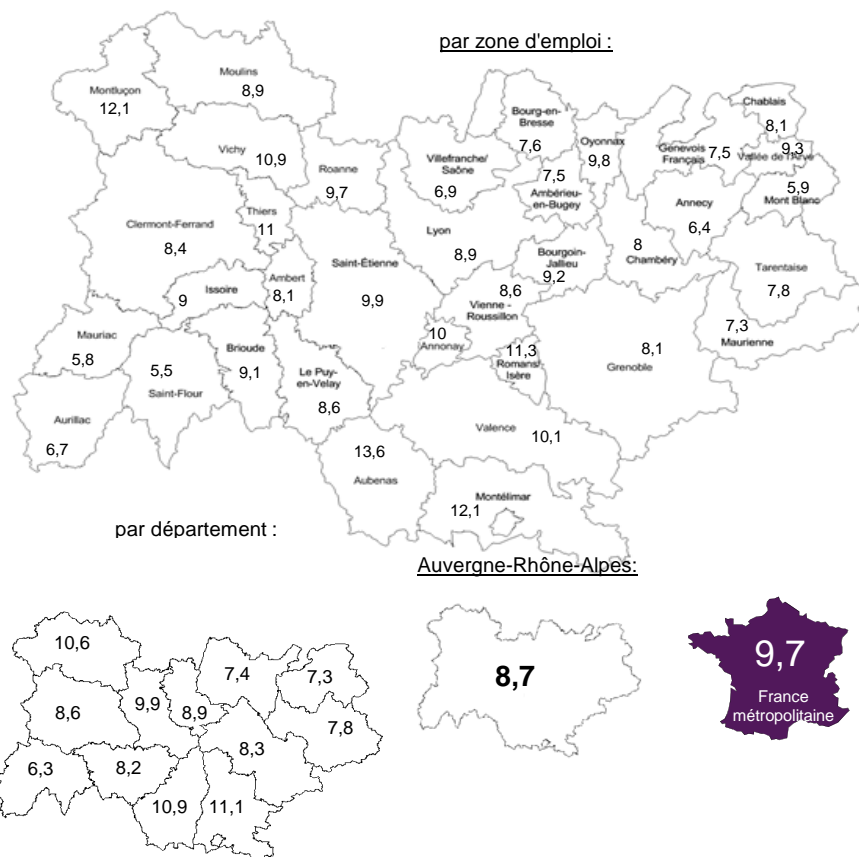 par zone d'emploi :
Moulins
8,9
Montluçon
12,1
Vichy
10,9
Roanne
9,7
Villefranche/
Saône
6,9
Bourg-en-
Bresse
7,6
Oyonnax
9,8
Genevois
Français
7,5
Chablais
8,1
9,3
Vallée de l'Arve
5,9
Mont Blanc
7,5
Ambérieu-
en-Bugey
Annecy
6,4
Thiers
11
Clermont-Ferrand
8,4
Lyon
8,9
Saint-Étienne
9,9
Bourgoin-
Jallieu
9,2
8
Chambéry
Tarentaise
7,8
Issoire
9
Ambert
8,1
8,6
Vienne -
Roussillon
7,3
Maurienne
Mauriac
5,8
Brioude
9,1
10
Annonay
11,3
Romans/
Isère
8,1
Grenoble
5,5
Saint-Flour
Le Puy-
en-Velay
8,6
Aurillac
6,7
Valence
10,1
13,6
Aubenas
Montélimar
12,1
par département :
Auvergne-Rhône-Alpes:
10,6
7,4
7,3
9,9
8,9
8,6
7,8
8,3
6,3
8,2
10,9
11,1
8,7
9,7
France
métropolitaine